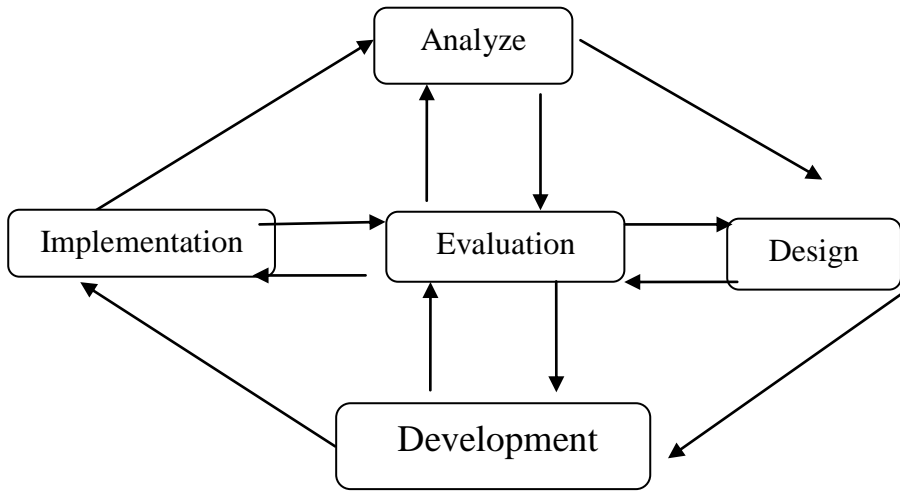 Analyze
Implementation
Evaluation
Design
Development